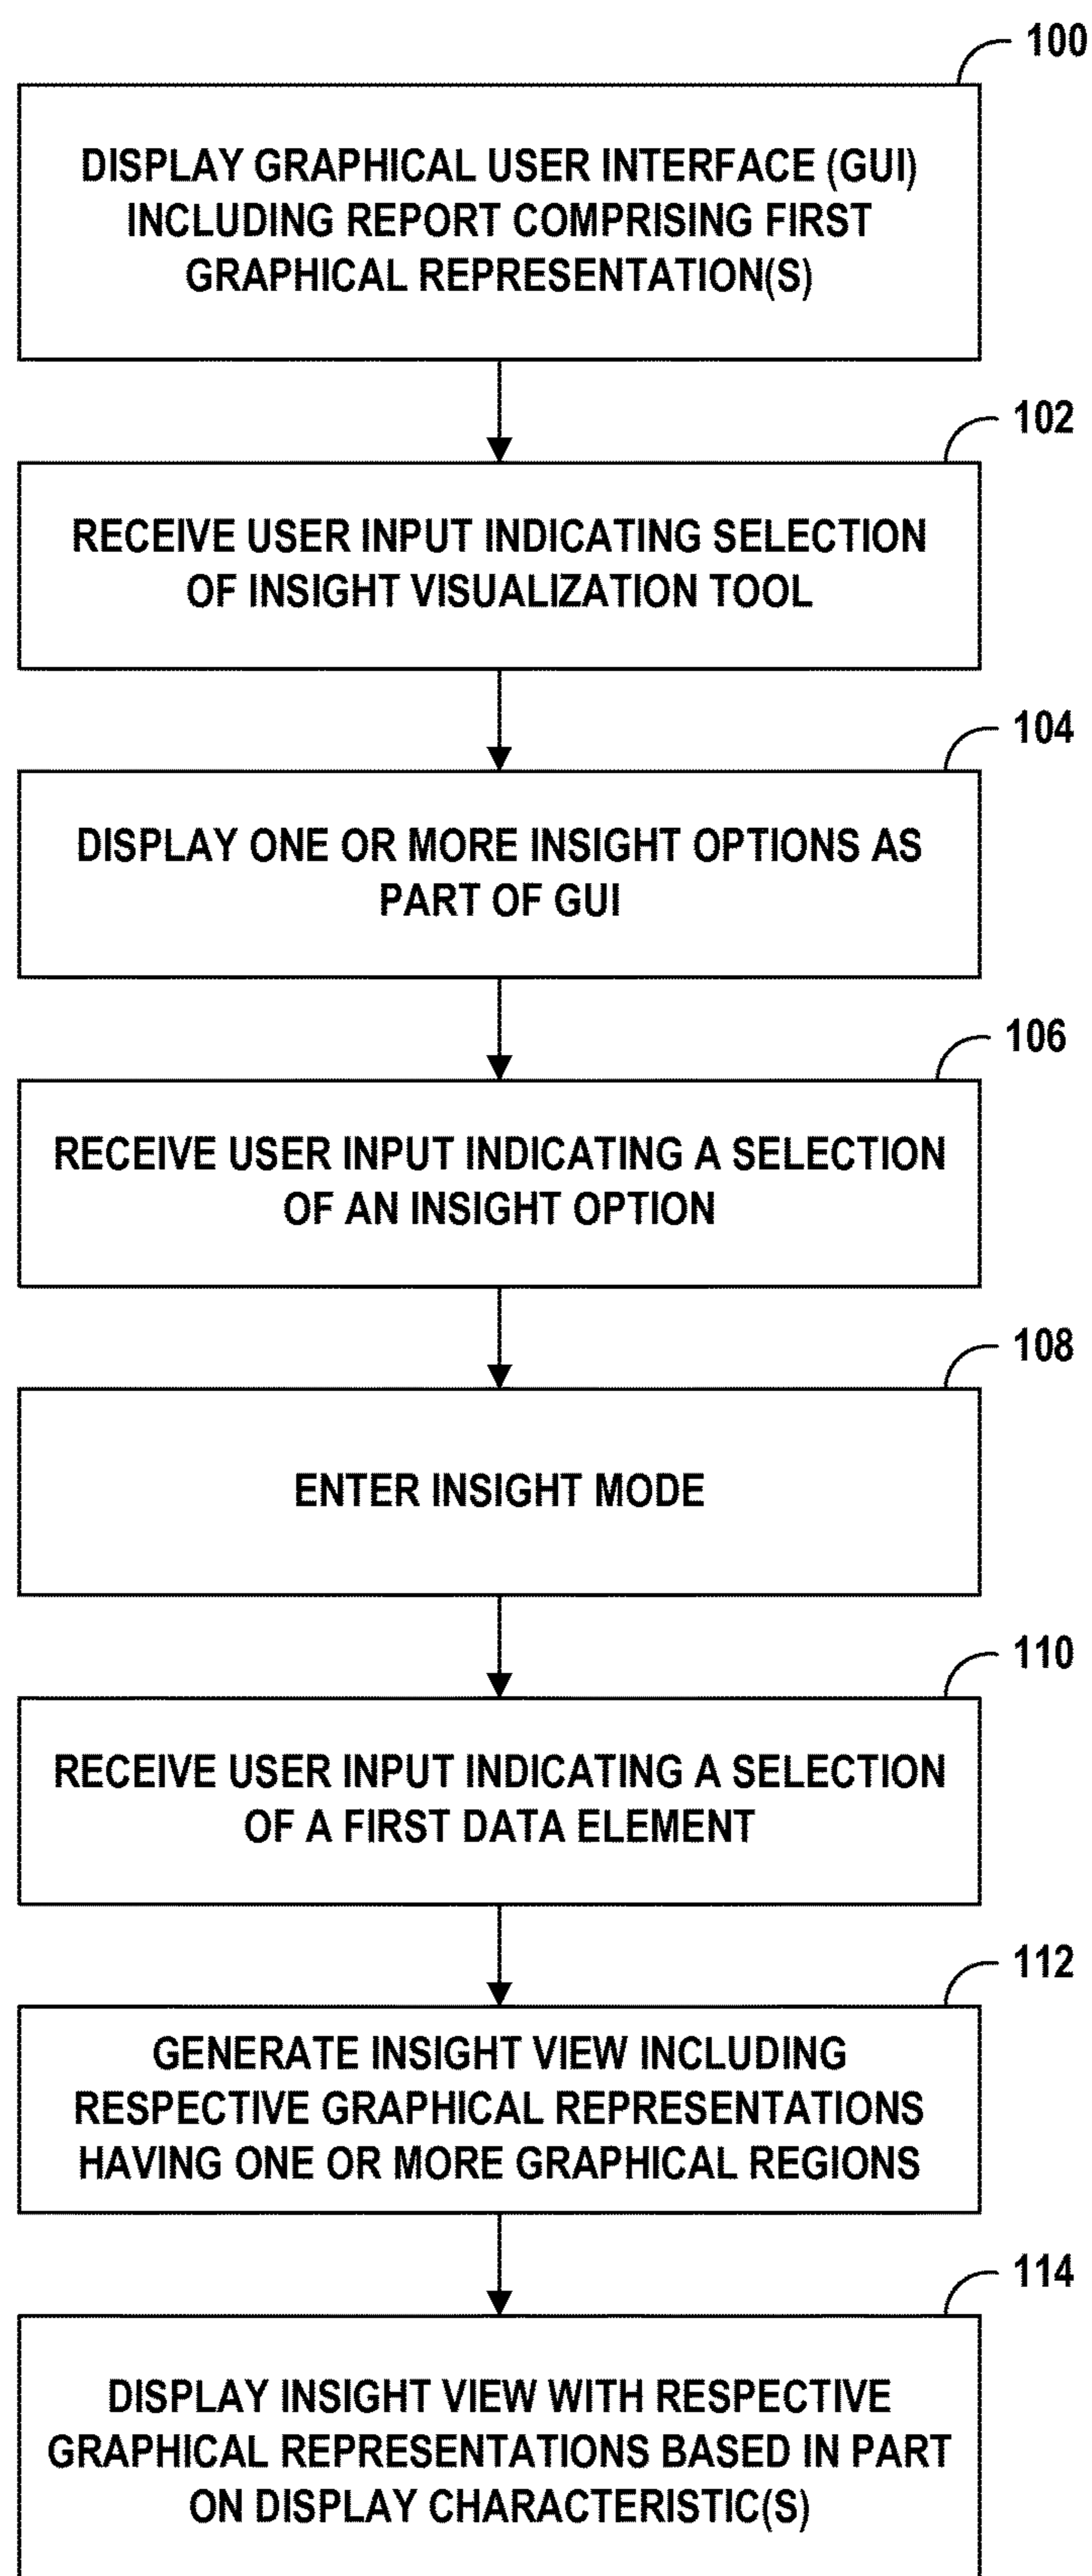 100
DISPLAY GRAPHICAL USER INTERFACE (GUI)
INCLUDING REPORT COMPRISING FIRST
GRAPHICAL REPRESENTATION(S)
102
RECEIVE USER INPUT INDICATING SELECTION
OF INSIGHT VISUALIZATION TOOL
104
DISPLAY ONE OR MORE INSIGHT OPTIONS AS
PART OF GUI
106
RECEIVE USER INPUT INDICATING A SELECTION
OF AN INSIGHT OPTION
108
ENTER INSIGHT MODE
110
RECEIVE USER INPUT INDICATING A SELECTION
OF A FIRST DATA ELEMENT
112
GENERATE INSIGHT VIEW INCLUDING
RESPECTIVE GRAPHICAL REPRESENTATIONS
HAVING ONE OR MORE GRAPHICAL REGIONS
114
DISPLAY INSIGHT VIEW WITH RESPECTIVE
GRAPHICAL REPRESENTATIONS BASED IN PART
ON DISPLAY CHARACTERISTIC(S)